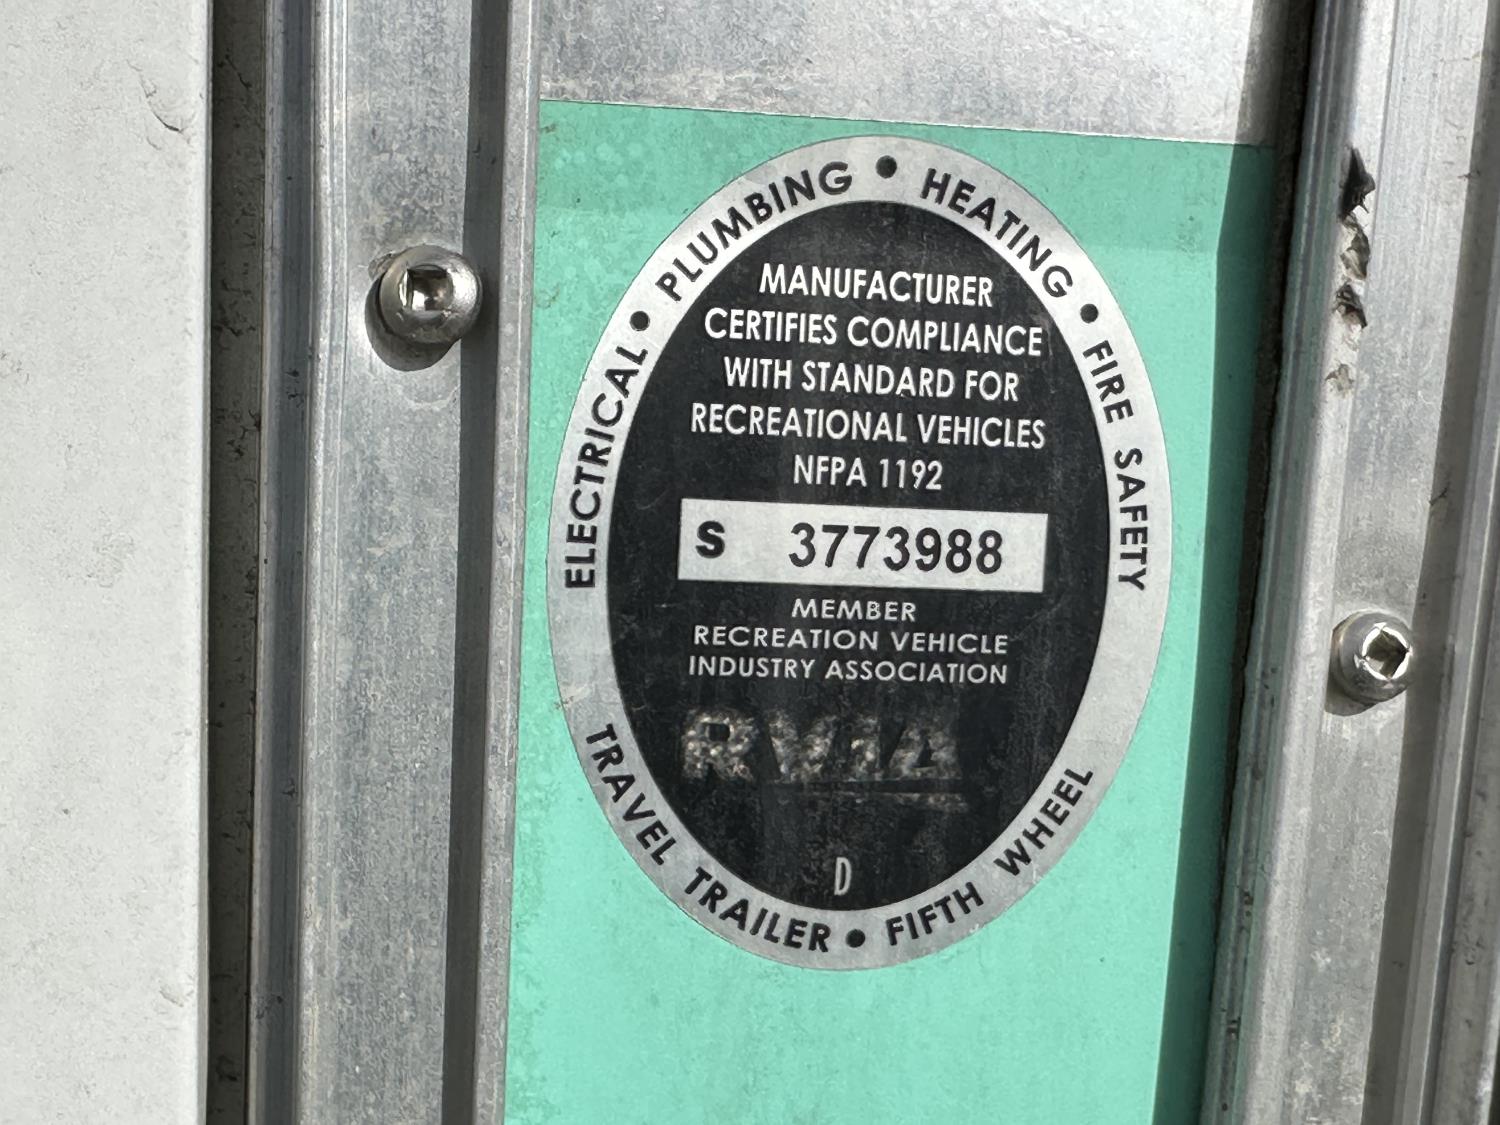 ELECTRICAL • PLUMBING • HEATING • FIRE SAFETY
MANUFACTURER
CERTIFIES COMPLIANCE
WITH STANDARD FOR
RECREATIONAL VEHICLES
NFPA 1192
S 3773988
MEMBER
RECREATION VEHICLE
INDUSTRY ASSOCIATION
RVIA
D
TRAVEL TRAILER • FIFTH WHEEL